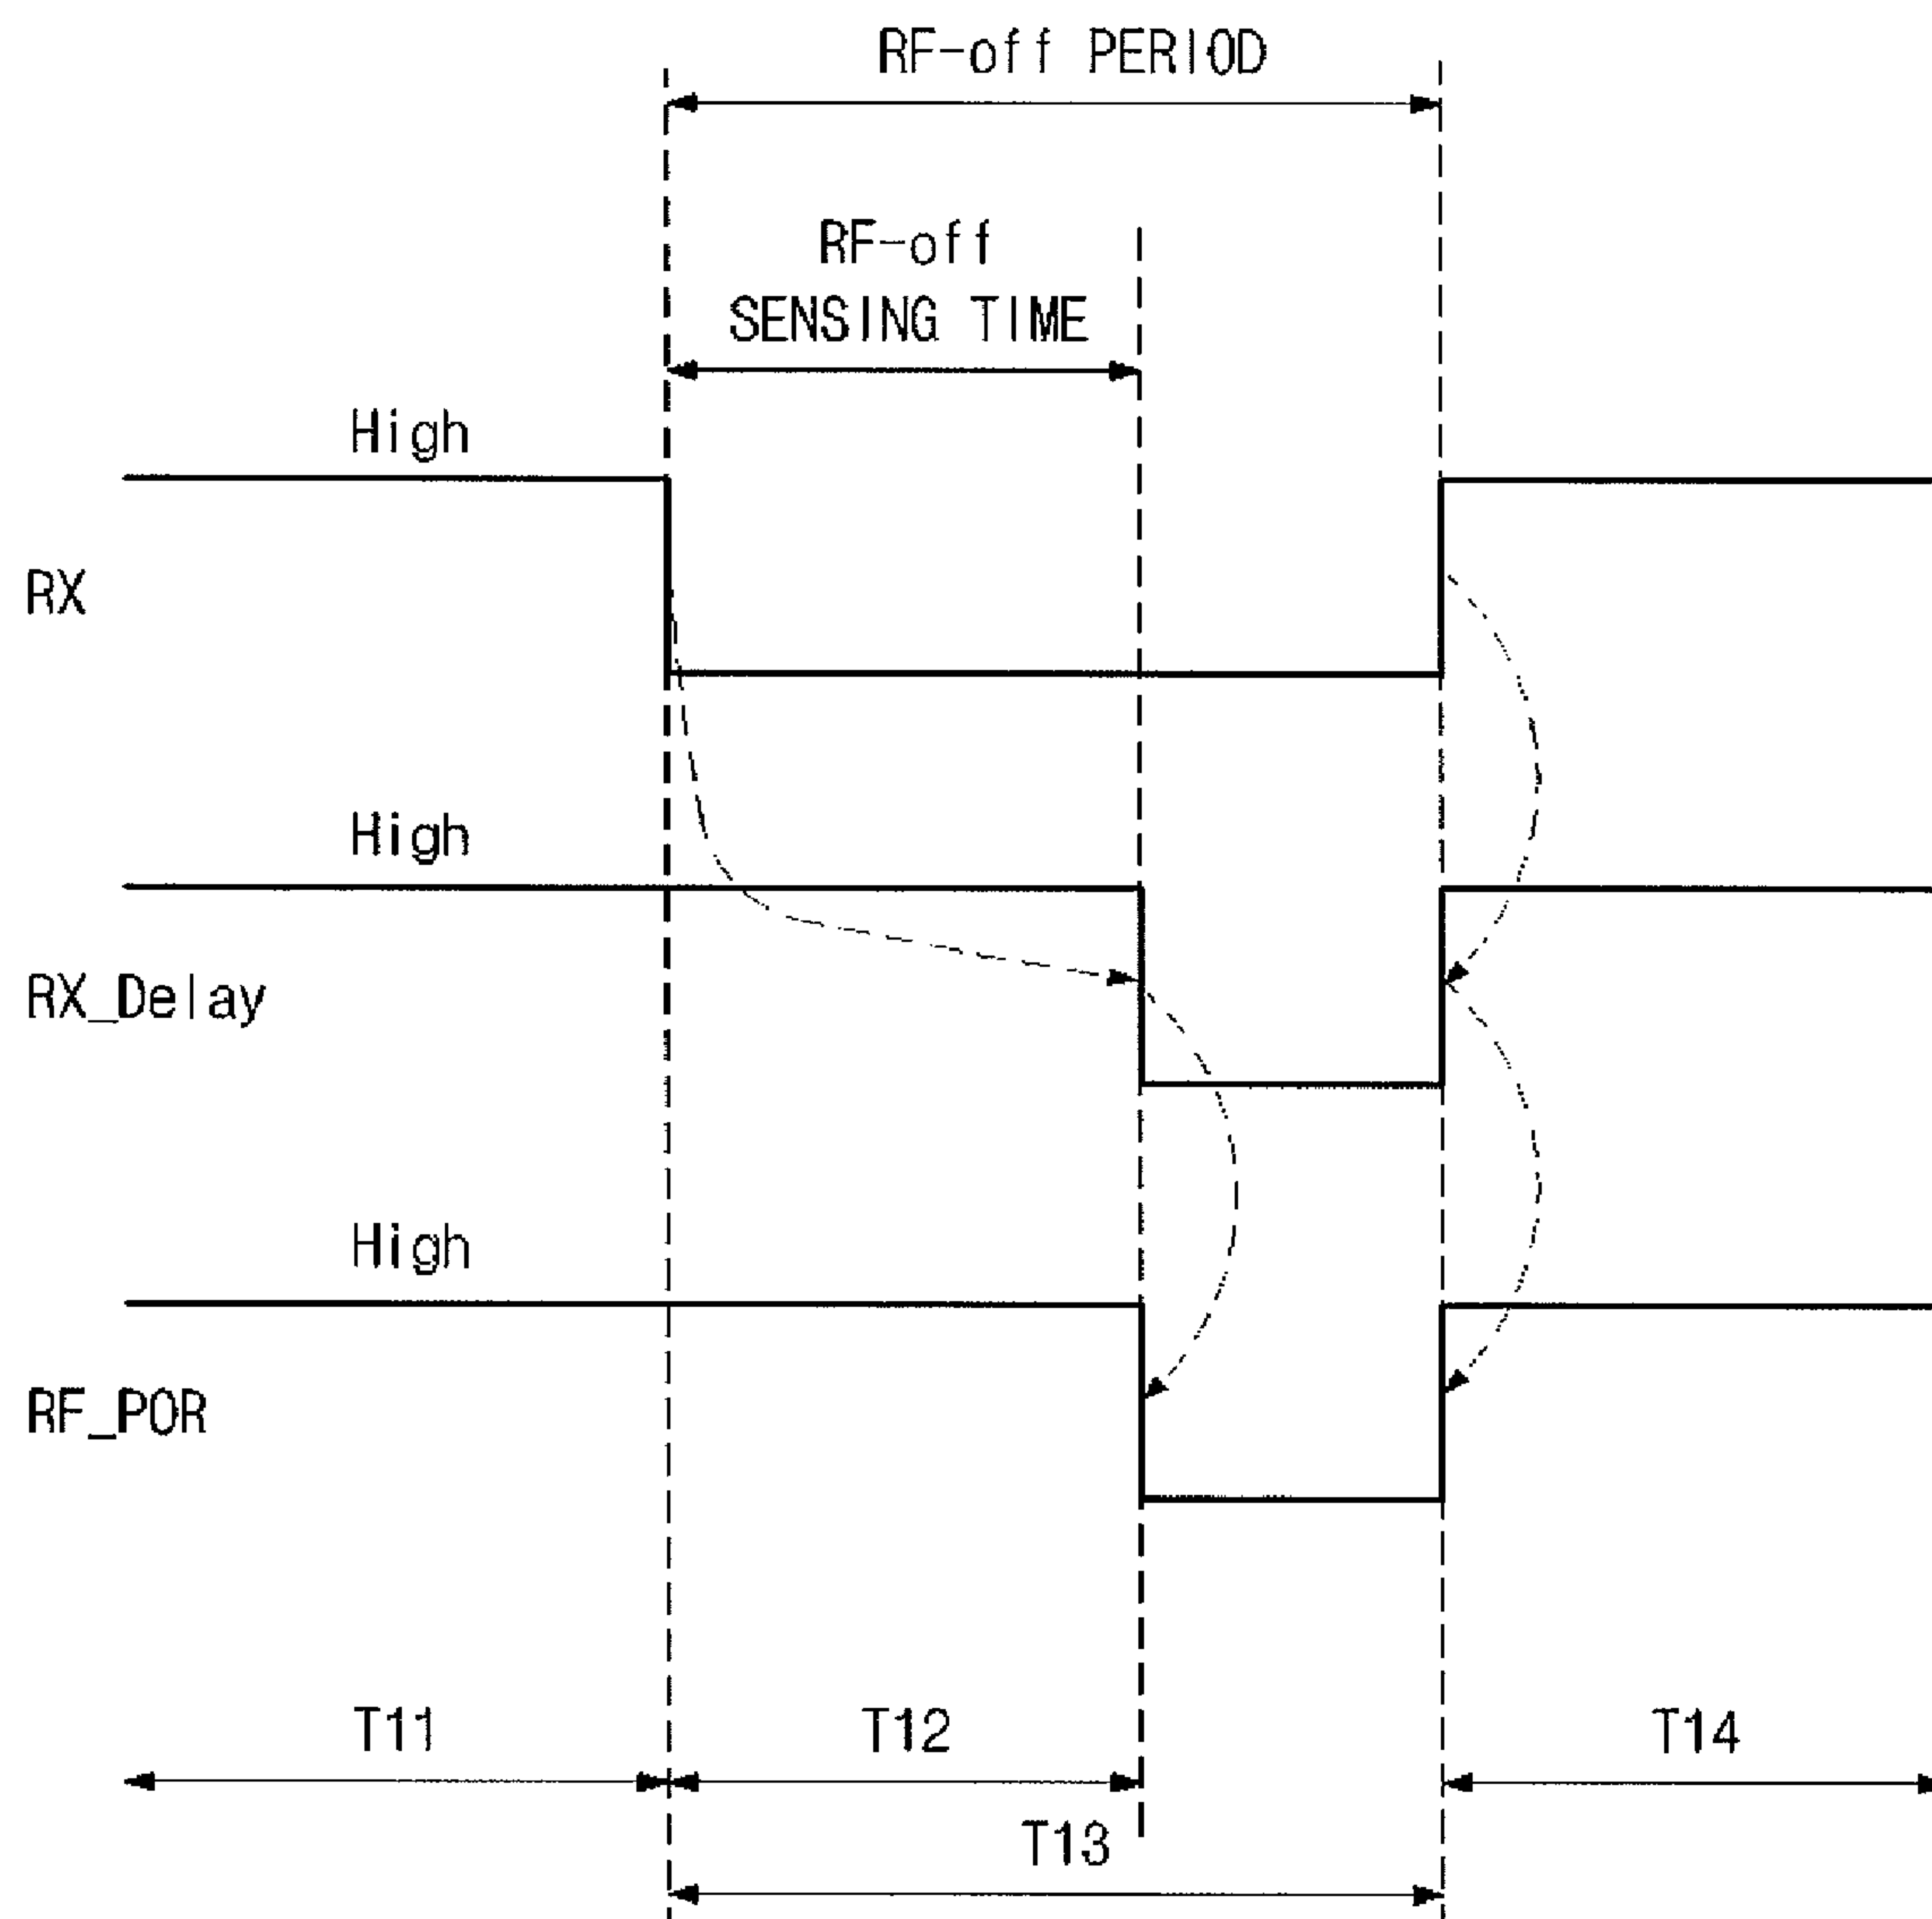 RF-off PERIOD
RF-off
SENSING TIME
High
RX
High
RX_Delay
High
RF_POR
T11
T12
T14
T13